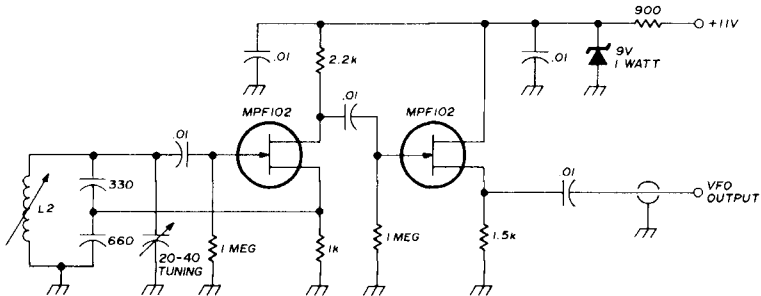 900
+11V
.01
2.2k
.01
9V
1 WATT
MPF102
.01
MPF102
.01
.01
330
L2
660
20-40
TUNING
1 MEG
1k
1 MEG
1.5k
VFO
OUTPUT